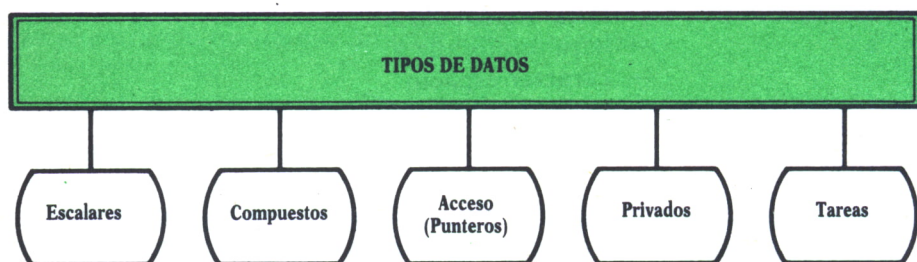 TIPOS DE DATOS
Escalares
Compuestos
Acceso
(Punteros)
Privados
Tareas